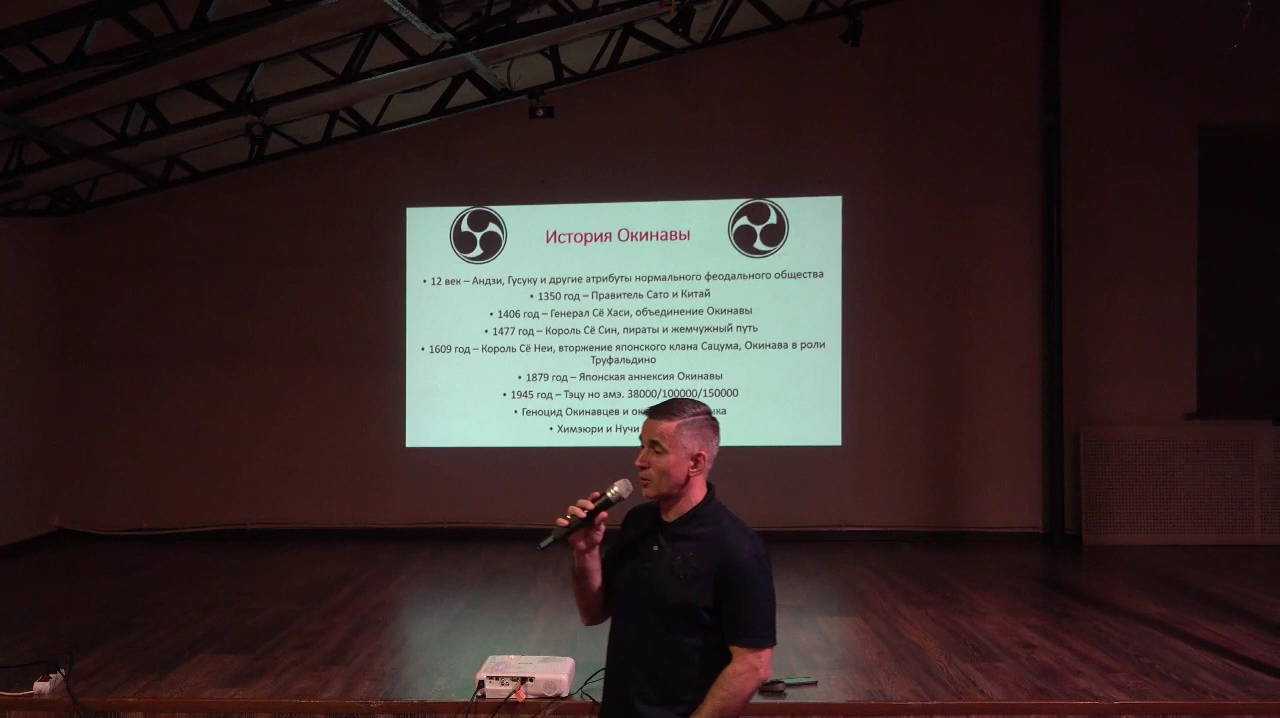 История Окинавы
• 12 век – Андзи, Гусуку и другие атрибуты нормального феодального общества
• 1350 год – Правитель Сато и Китай
• 1406 год – Генерал Сё Хаси, объединение Окинавы
• 1477 год – Король Сё Син, пираты и жемчужный путь
• 1609 год – Король Сё Неи, вторжение японского клана Сацума, Окинава в роли
Труфальдино
• 1879 год – Японская аннексия Окинавы
• 1945 год – Тэцу но амэ. 38000/100000/150000
• Геноцид Окинавцев и
• Химэюри и Нучи